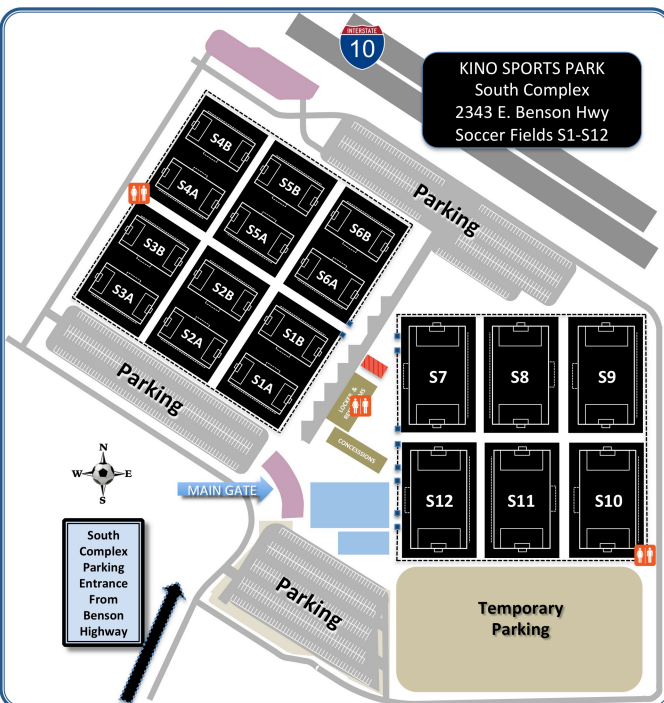 INTERSTATE
10
KINO SPORTS PARK
South Complex
2343 E. Benson Hwy
Soccer Fields S1-S12
Parking
S4B
S4A
S5B
S5A
S6B
S6A
S3B
S3A
S2B
S2A
S1B
S1A
Parking
S7
S8
S9
S12
S11
S10
LOCKER &
CONCESSSIONS
N
W
E
S
MAIN GATE
South
Complex
Parking
Entrance
From
Benson
Highway
Parking
Temporary
Parking